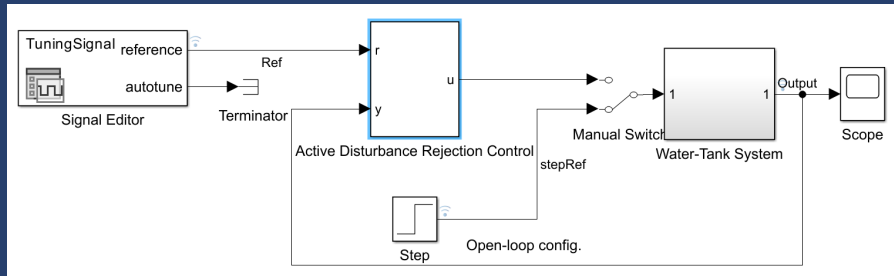 TuningSignal
reference
autotune
Signal Editor
Ref
Terminator
r
y
u
Active Disturbance Rejection Control
stepRef
Step
Open-loop config.
Manual Switch
1
1
Water-Tank System
Output
Scope